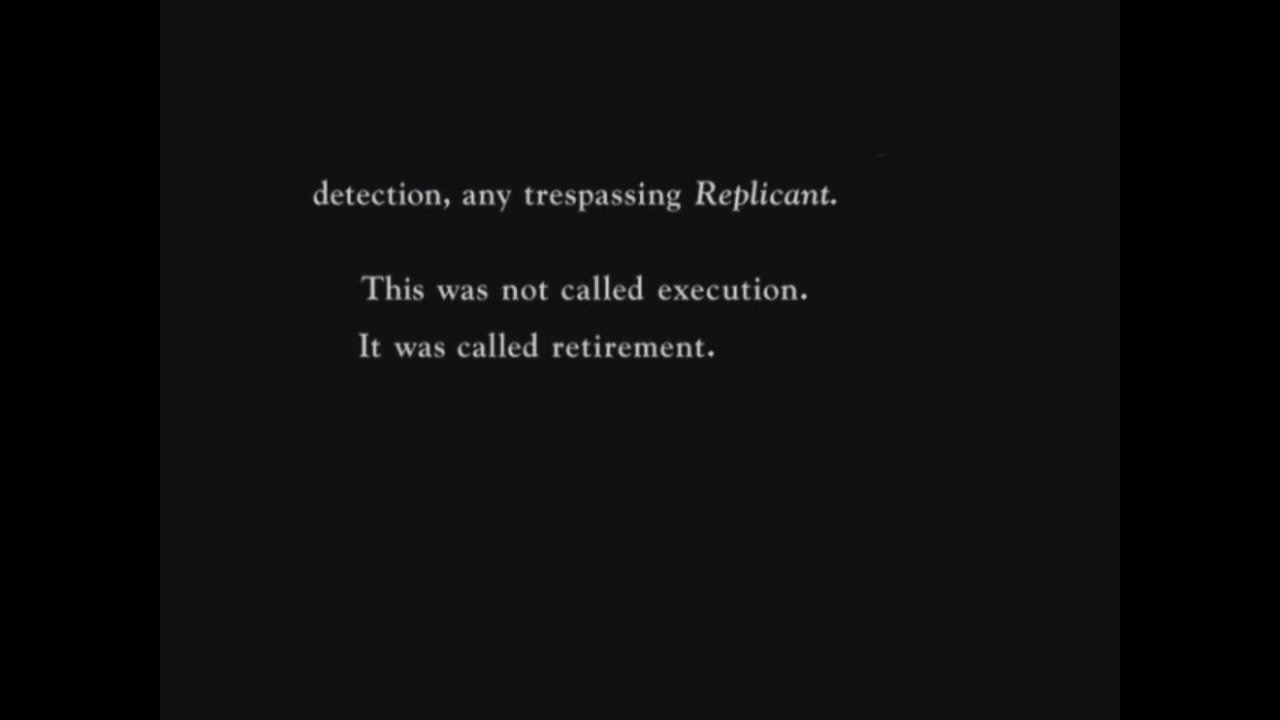 detection, any trespassing Replicant.
This was not called execution.
It was called retirement.